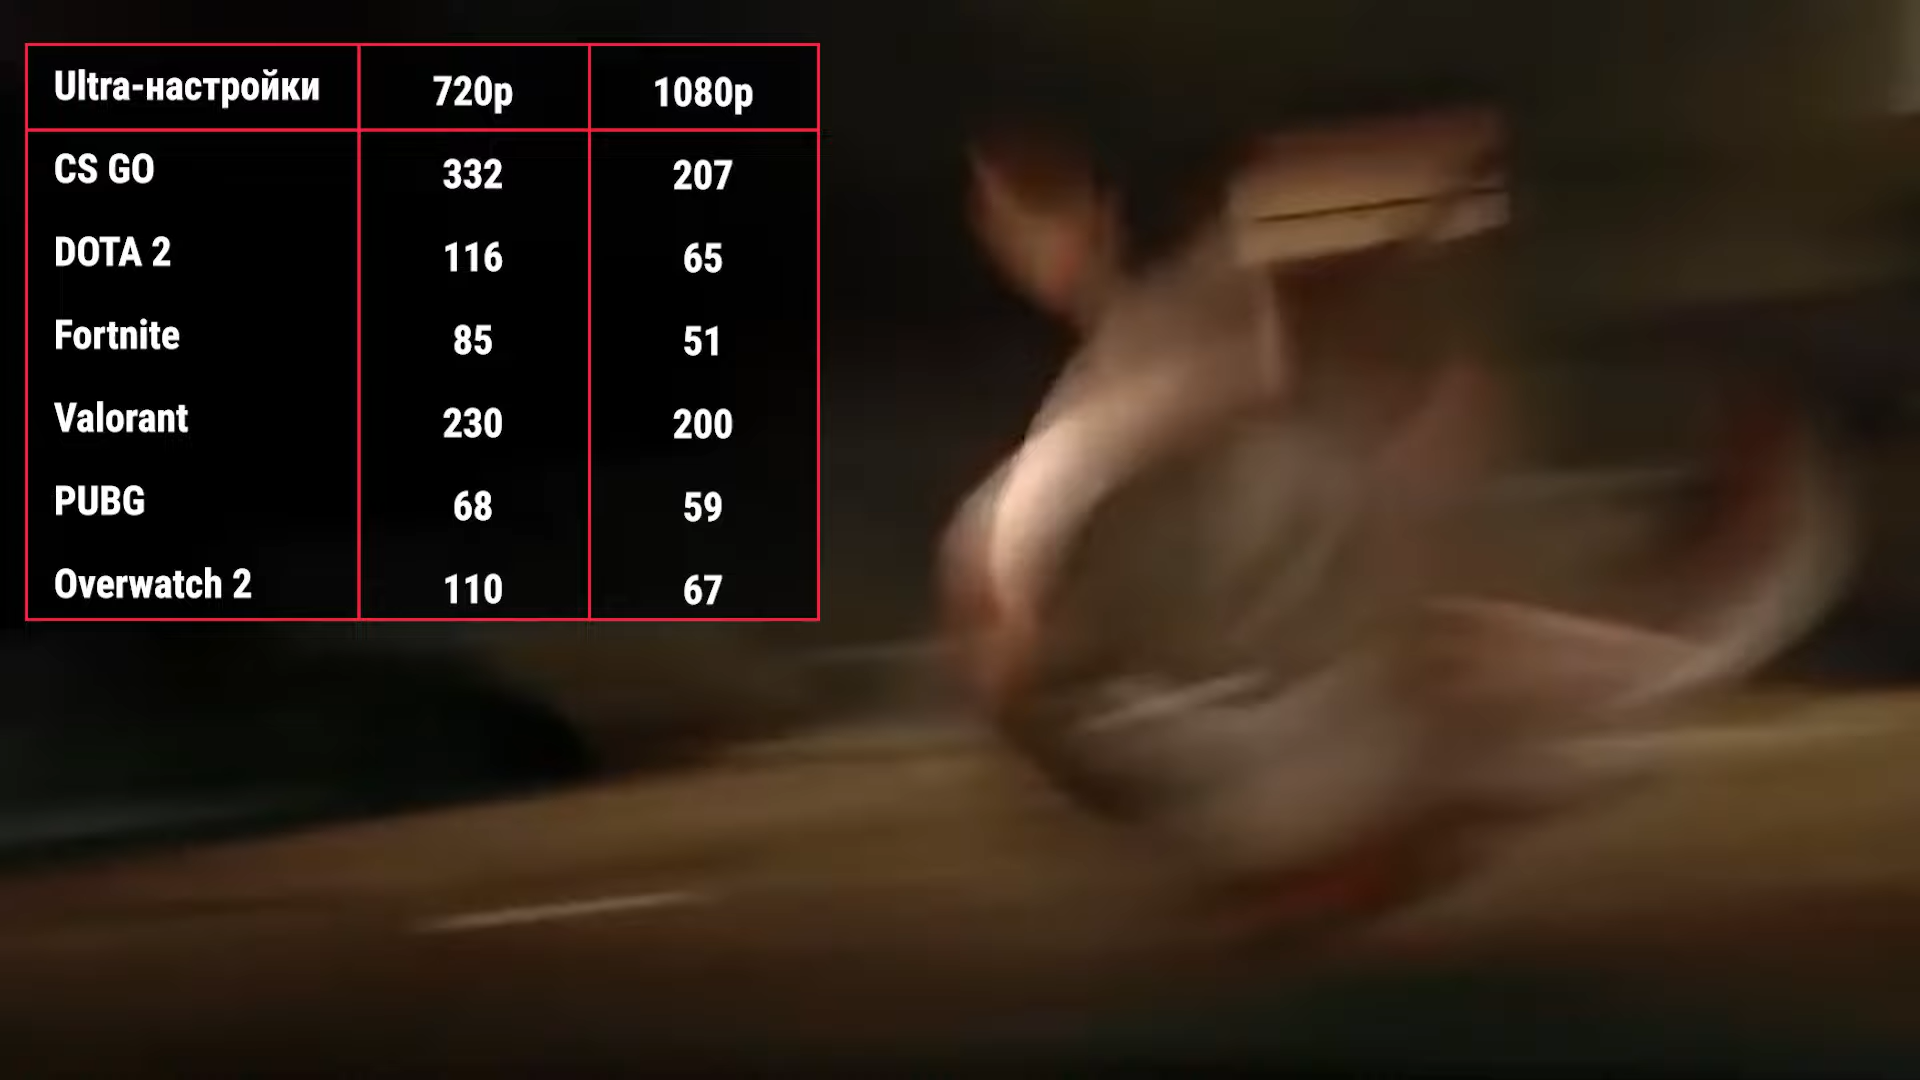 Ultra-настройки 720p 1080p
CS GO 332 207
DOTA 2 116 65
Fortnite 85 51
Valorant 230 200
PUBG 68 59
Overwatch 2 110 67